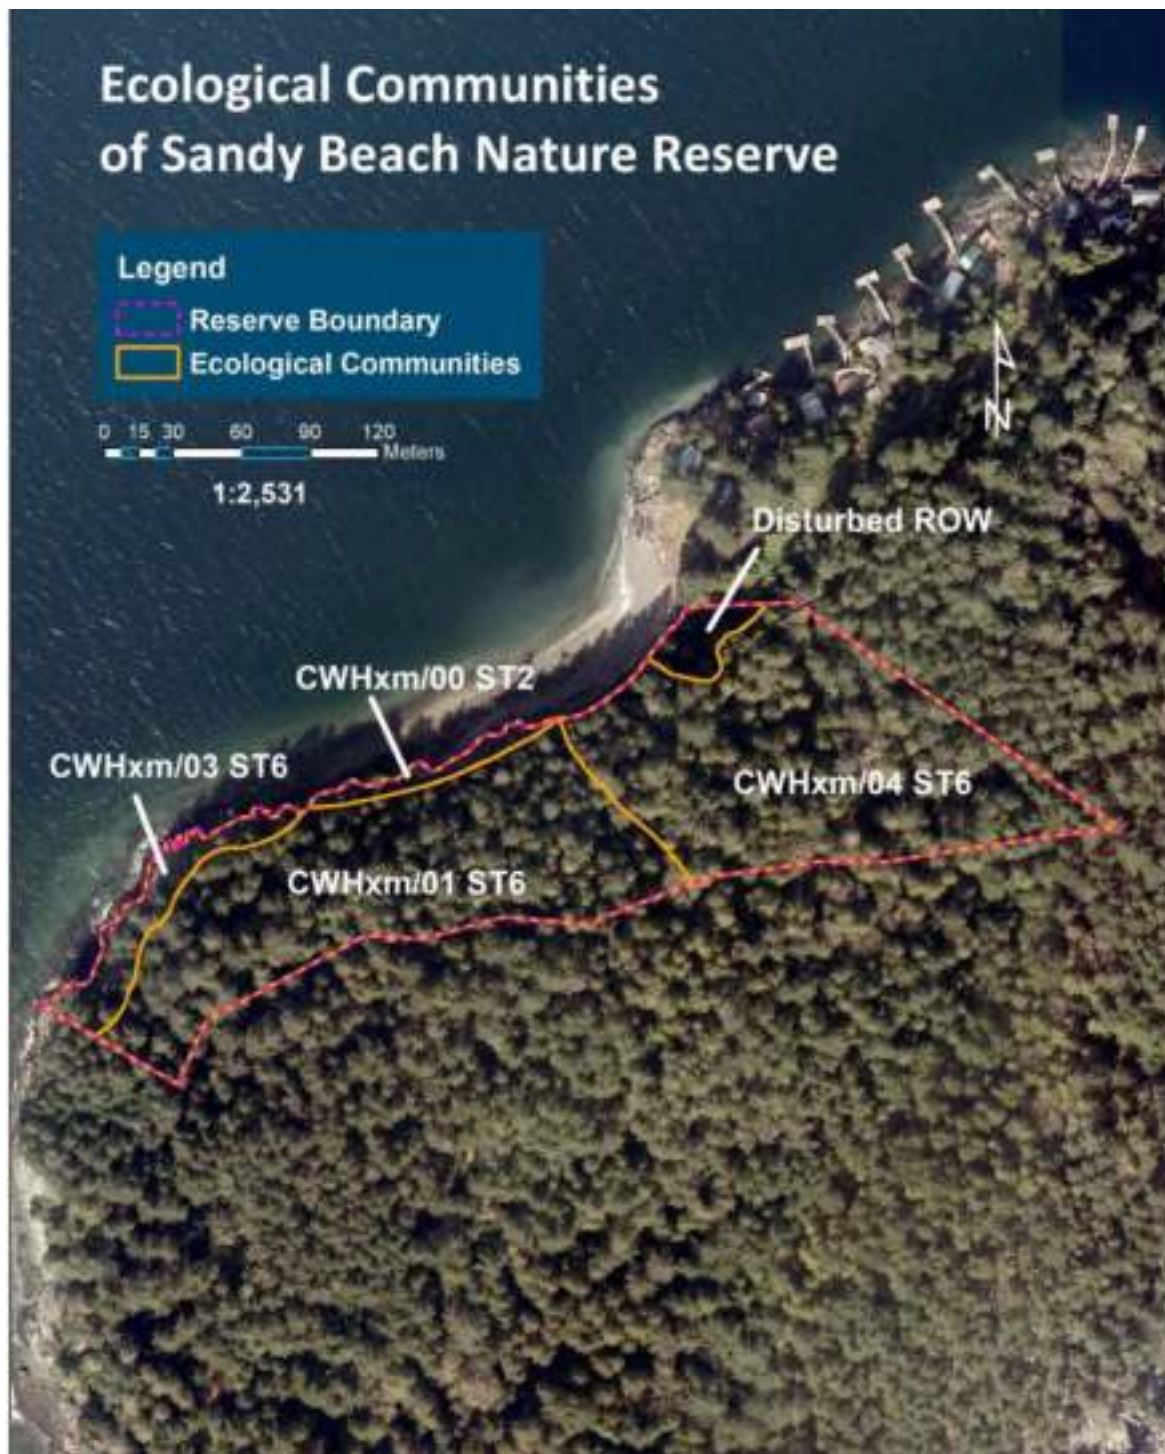 Ecological Communities
of Sandy Beach Nature Reserve
Legend
Reserve Boundary
Ecological Communities
0 15 30 60 90 120
Meters
1:2,531
N
Disturbed ROW
CWHxm/00 ST2
CWHxm/03 ST6
CWHxm/04 ST6
CWHxm/01 ST6